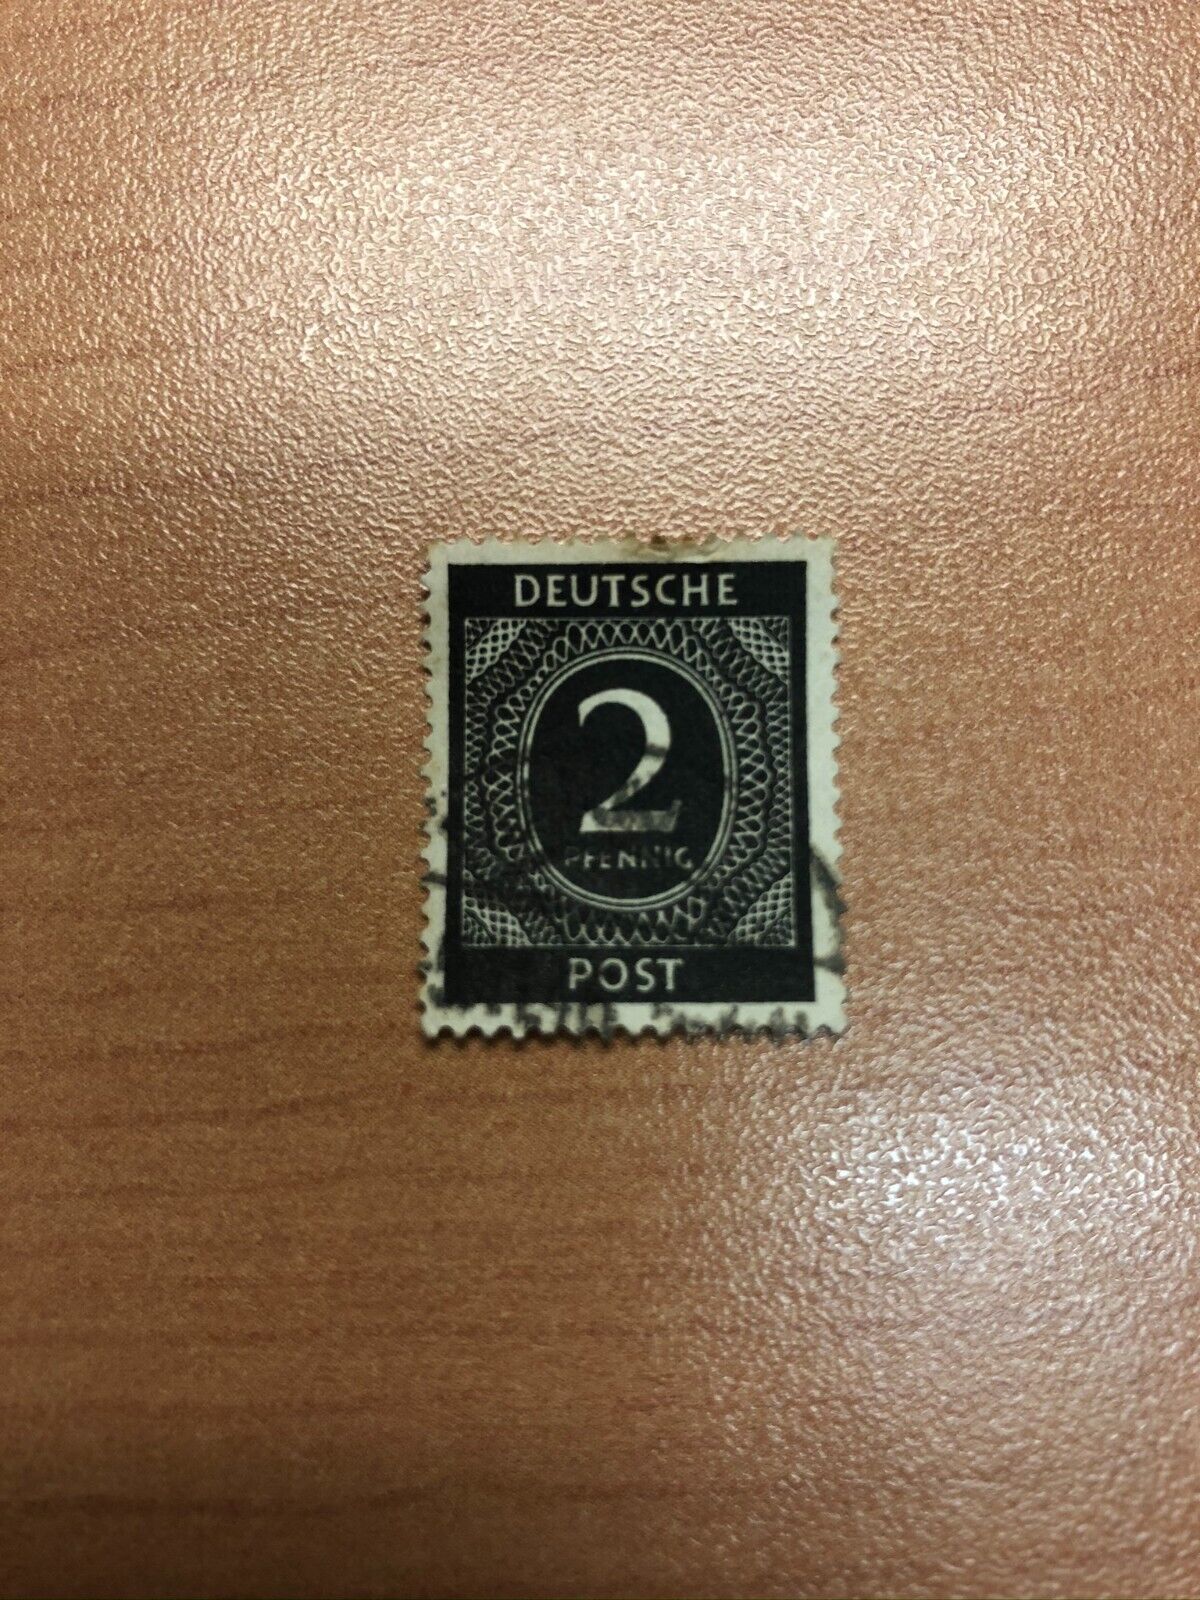 DEUTSCHE
2
PFENNIG
POST